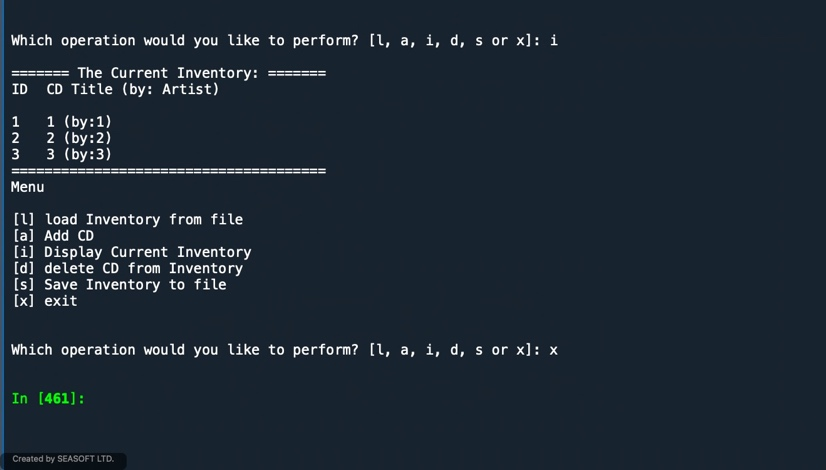 Which operation would you like to perform? [l, a, i, d, s or x]: i
======= The Current Inventory: =======
ID  CD Title (by: Artist)
1   1 (by:1)
2   2 (by:2)
3   3 (by:3)
======================================
Menu
[l] load Inventory from file
[a] Add CD
[i] Display Current Inventory
[d] delete CD from Inventory
[s] Save Inventory to file
[x] exit
Which operation would you like to perform? [l, a, i, d, s or x]: x
In [461]:
Created by SEASOFT LTD.